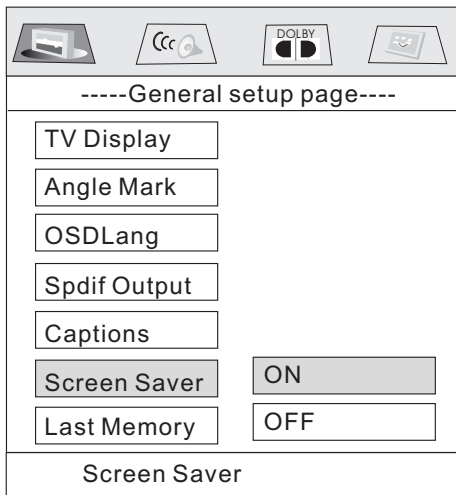 DOLBY
-----General setup page----
TV Display
Angle Mark
OSDLang
Spdif Output
Captions
Screen Saver ON
Last Memory OFF
Screen Saver